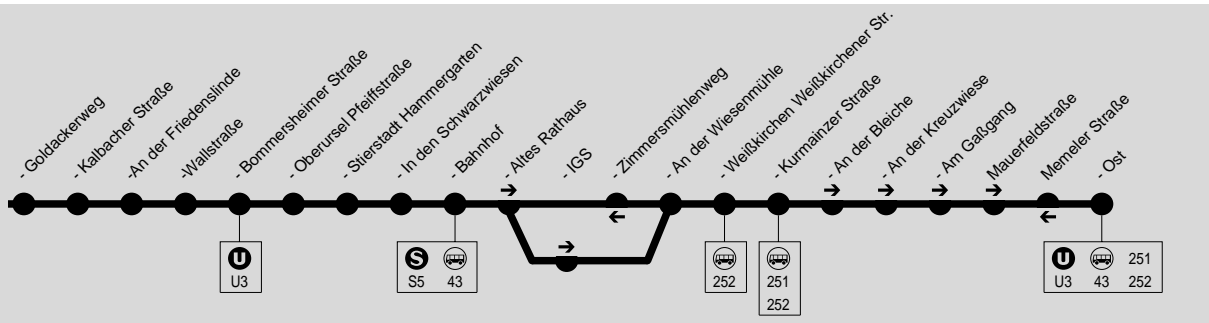 - Goldackerweg
- Kalbacher Straße
-An der Friedenslinde
-Wallstraße
- Bommersheimer Straße
- Oberursel Pfeiffstraße
- Stierstadt Hammergarten
- In den Schwarzwiesen
- Bahnhof
- Altes Rathaus
- IGS
- Zimmersmühlenweg
- An der Wiesenmühle
- Weißkirchen Weißkirchener Str.
- Kurmainzer Straße
- An der Bleiche
- An der Kreuzwiese
- Am Gaßgang
Mauerfeldstraße
Memeler Straße
- Ost
U
U3
S
S5 43
252
251
252
U 251
U3 43 252